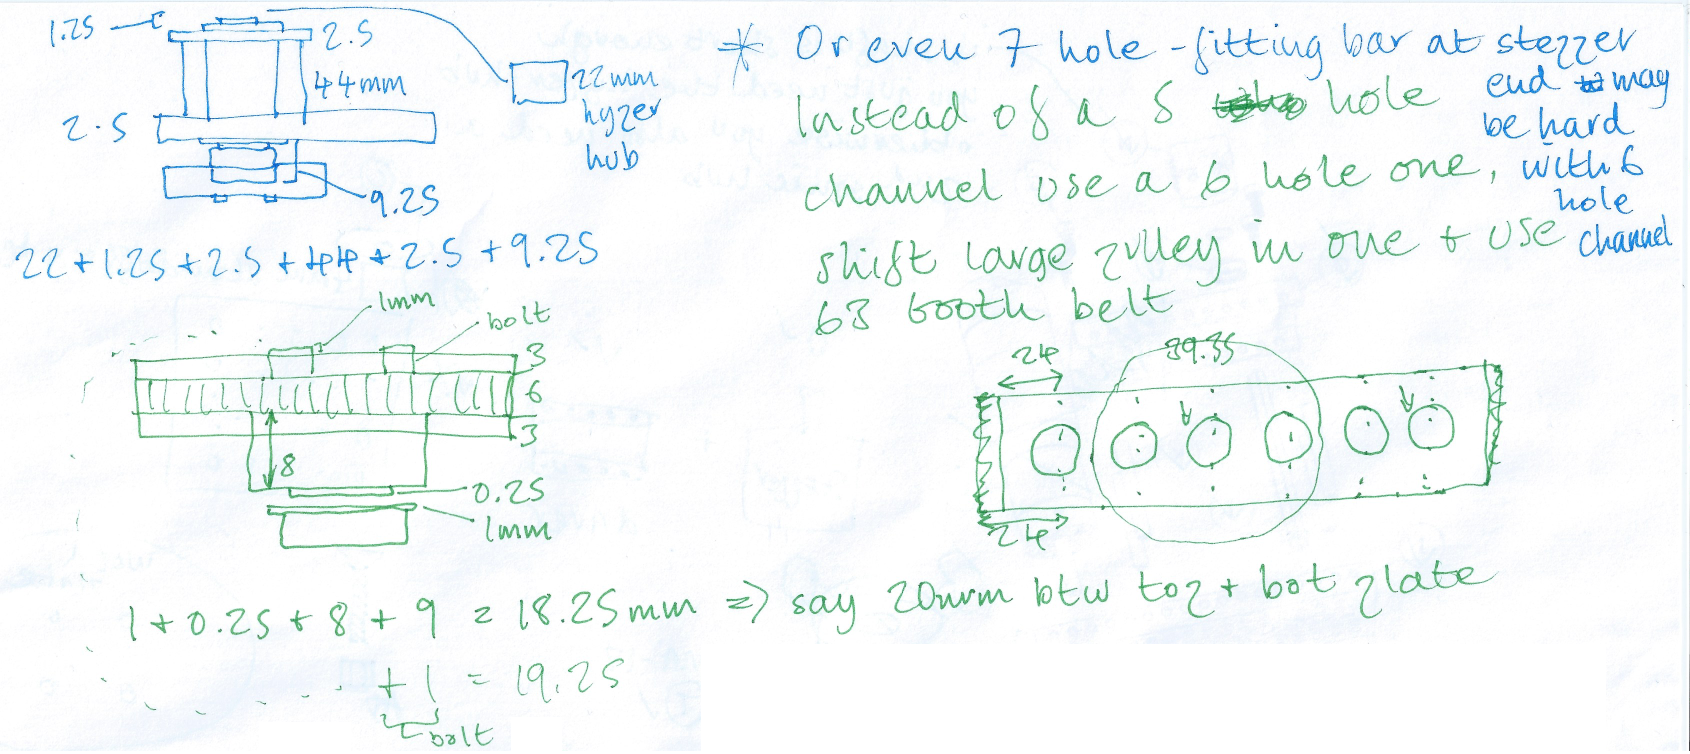 1.25
2.5
44mm
2.5
9.25
22mm
hyzer
hub
22 + 1.25 + 2.5 + 44 + 2.5 + 9.25
* Or even 7 hole - fitting bar at stepper
end may
be hard
with 6
hole
channel
Instead of a 5 hole
channel use a 6 hole one,
shift large pulley in one + use
63 tooth belt
1mm
bolt
3
6
3
8
0.25
1mm
24
39.35
24
1 + 0.25 + 8 + 9 = 18.25mm => say 20mm btw top + bot plate
+ 1 = 19.25
bolt